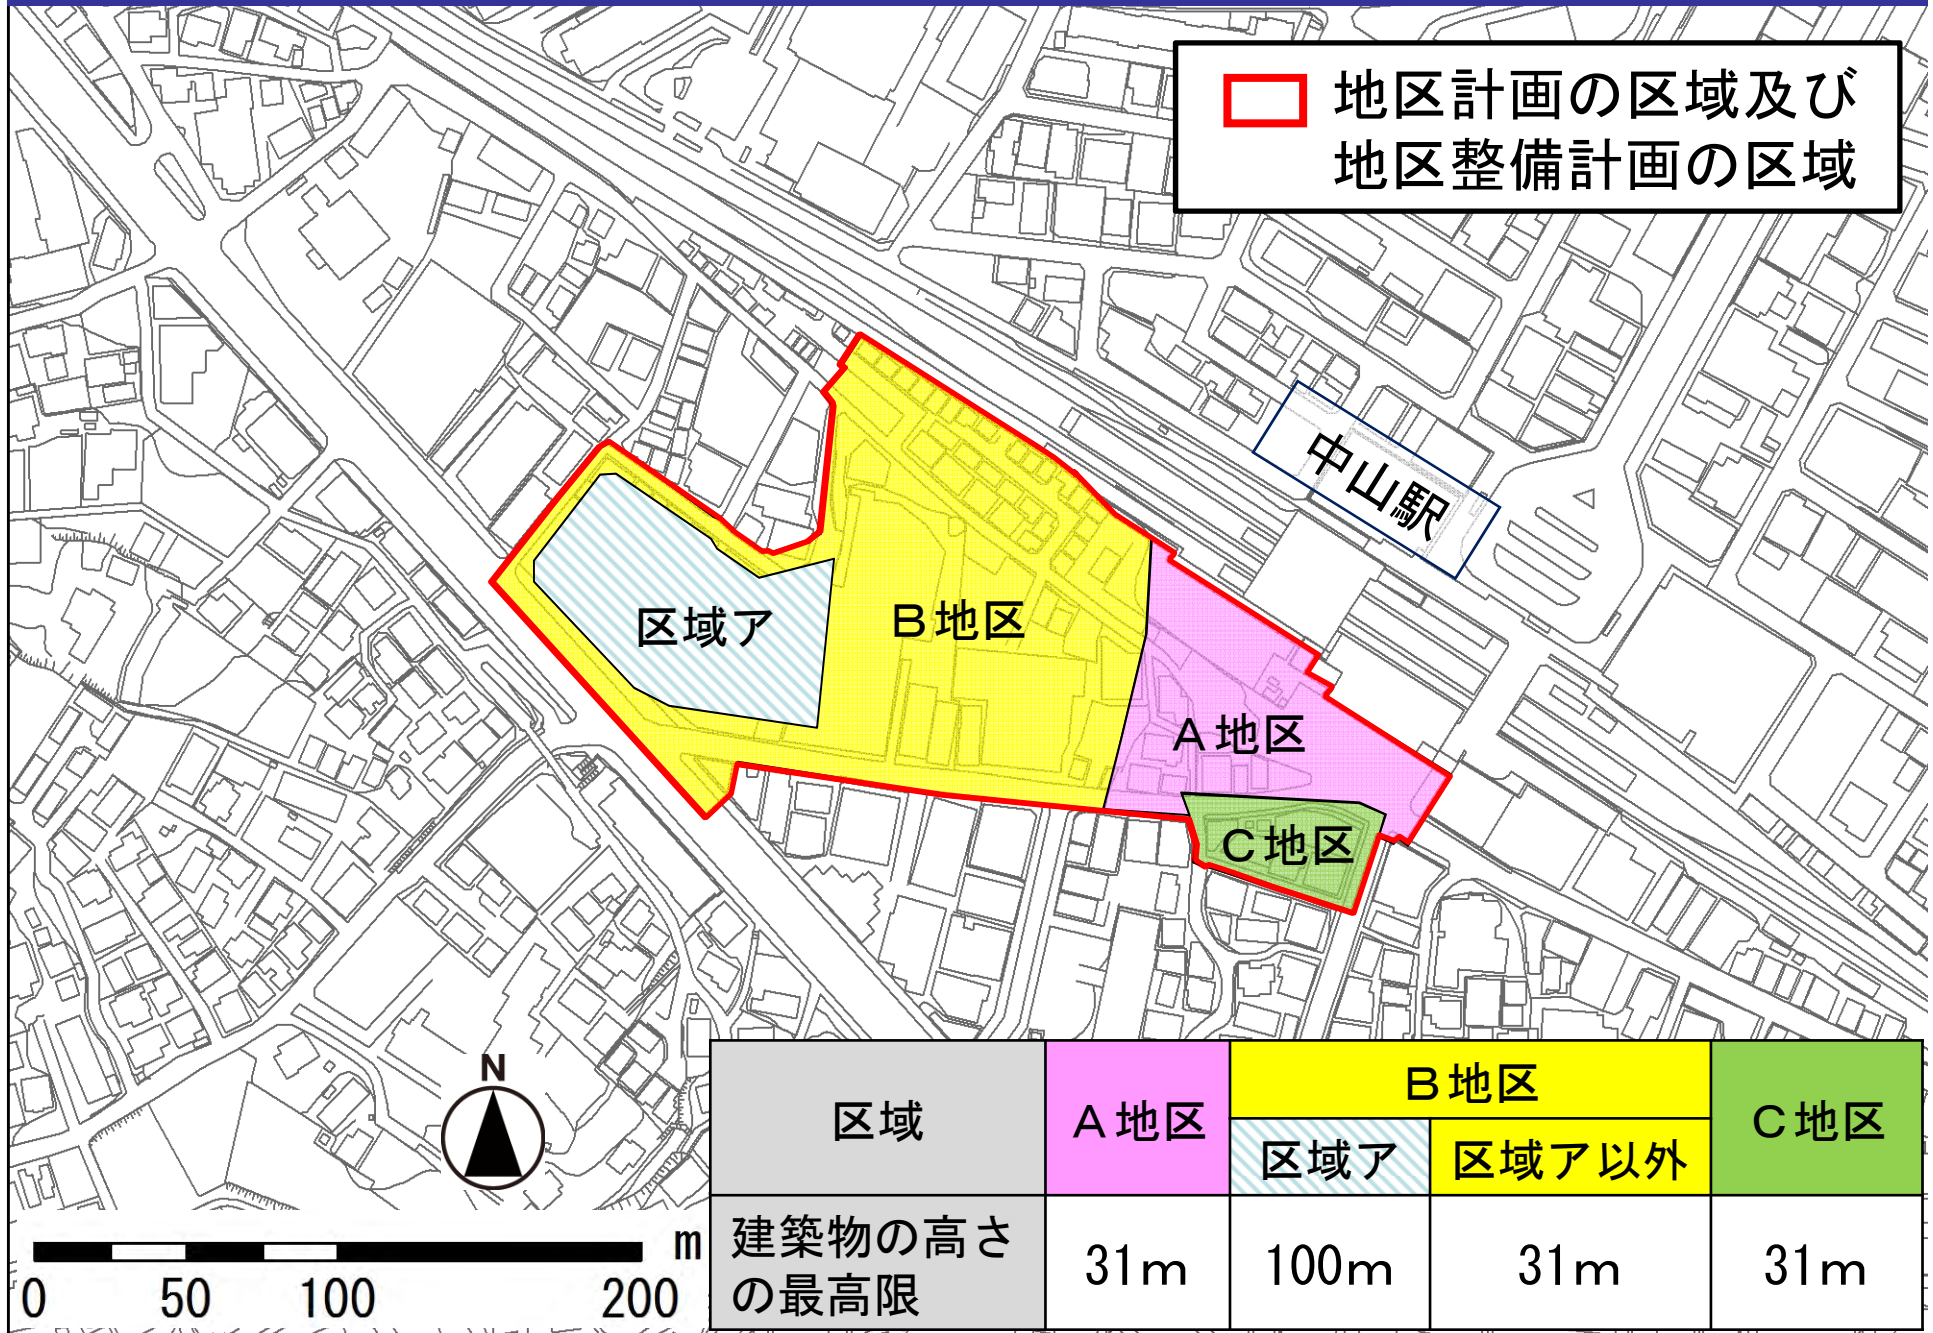 地区計画の区域及び
地区整備計画の区域
中山駅
区域ア
B地区
A地区
C地区
N
m
0 50 100 200
区域 A地区 B地区 C地区
区域ア 区域ア以外
建築物の高さ
の最高限
31m 100m 31m 31m